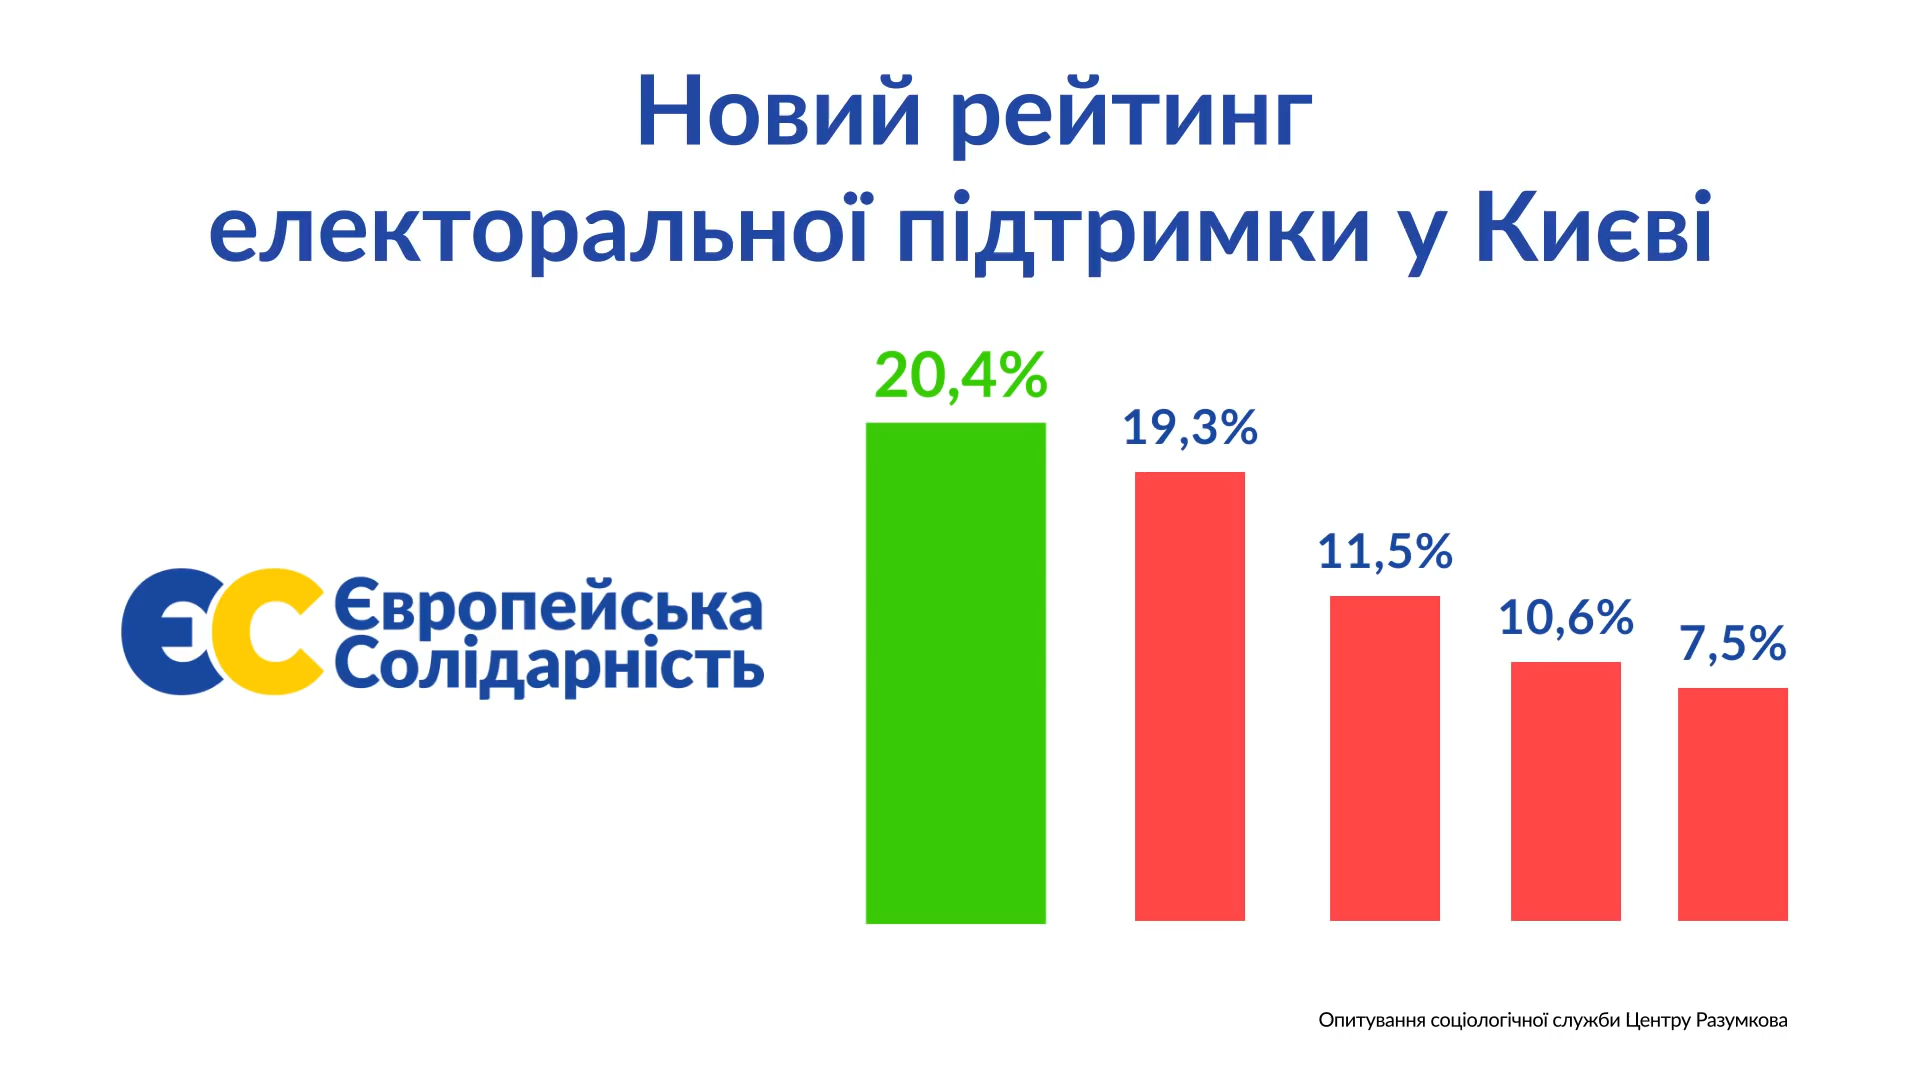 Новий рейтинг
електоральної підтримки у Києві
20,4%
19,3%
11,5%
10,6%
7,5%
ЄС Європейська
Солідарність
Опитування соціологічної служби Центру Разумкова